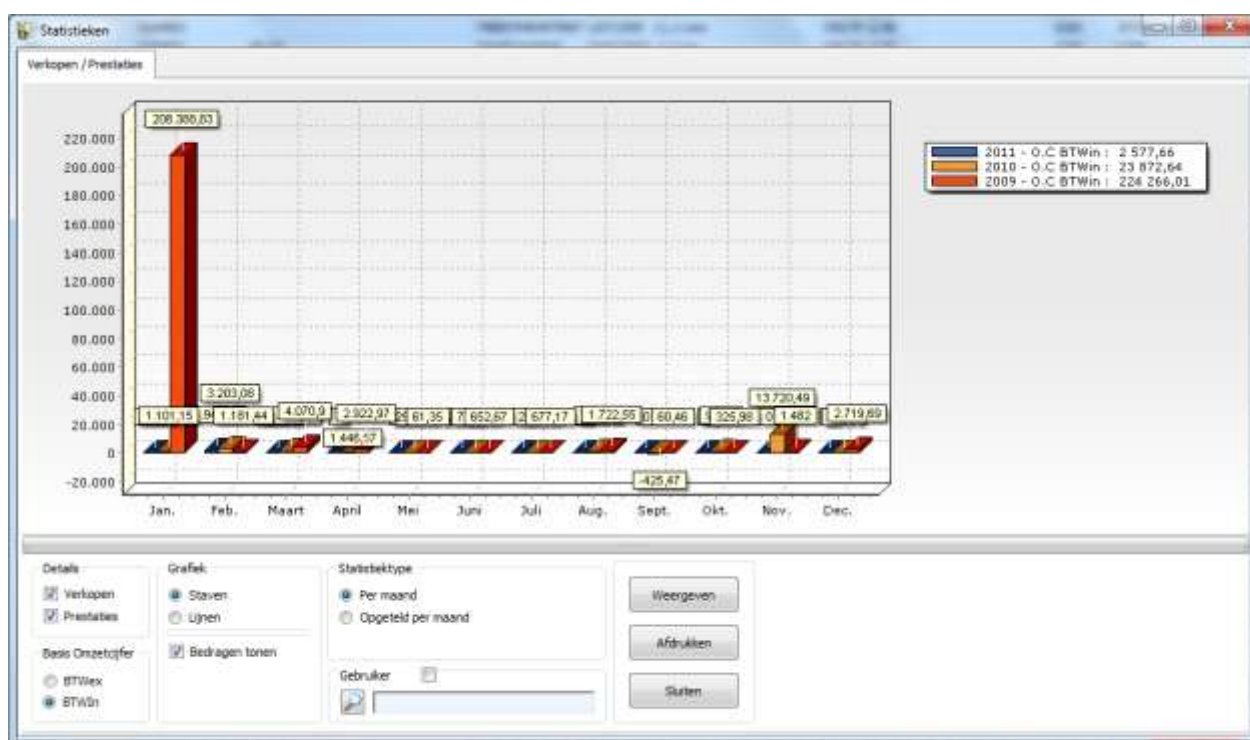 Statistieken
Verkopen / Prestaties
208.386,83
220.000
200.000
180.000
160.000
140.000
120.000
100.000
80.000
60.000
40.000
20.000
0
-20.000
2011 - O.C BTWin : 2 577,66
2010 - O.C BTWin : 23 872,64
2009 - O.C BTWin : 224 266,01
3.203,08
13.720,49
1.101,15 1.181,44 4.070,9 2.922,97 61,35 652,67 677,17 1.722,55 60,46 325,98 1.482 2.719,69
1.446,57
-425,47
Jan. Feb. Maart April Mei Juni Juli Aug. Sept. Okt. Nov. Dec.
Details
Verkopen
Prestaties
Basis Omzetcijfer
BTWex
BTWIn
Grafiek
Staven
Lijnen
Bedragen tonen
Statistiektype
Per maand
Opgeteld per maand
Gebruiker
Weergeven
Afdrukken
Sluiten